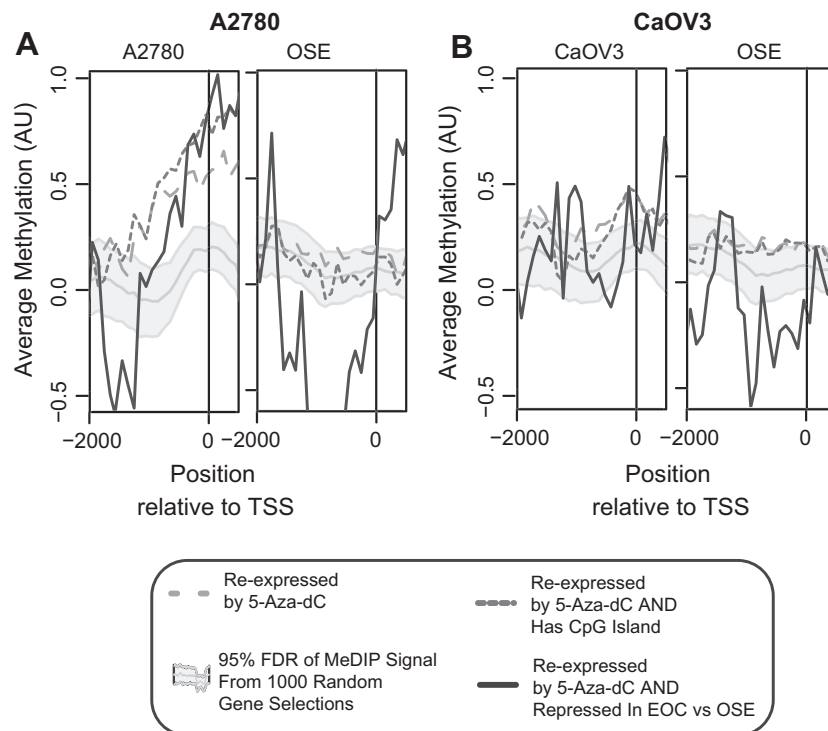 A2780
CaOV3
A
B
A2780
OSE
CaOV3
OSE
Average Methylation (AU)
1.0
0.5
0.0
−0.5
Average Methylation (AU)
1.0
0.5
0.0
−0.5
−2000
0
−2000
0
−2000
0
−2000
0
Position
relative to TSS
Position
relative to TSS
Re-expressed
by 5-Aza-dC
Re-expressed
by 5-Aza-dC AND
Has CpG Island
95% FDR of MeDIP Signal
From 1000 Random
Gene Selections
Re-expressed
by 5-Aza-dC AND
Repressed In EOC vs OSE